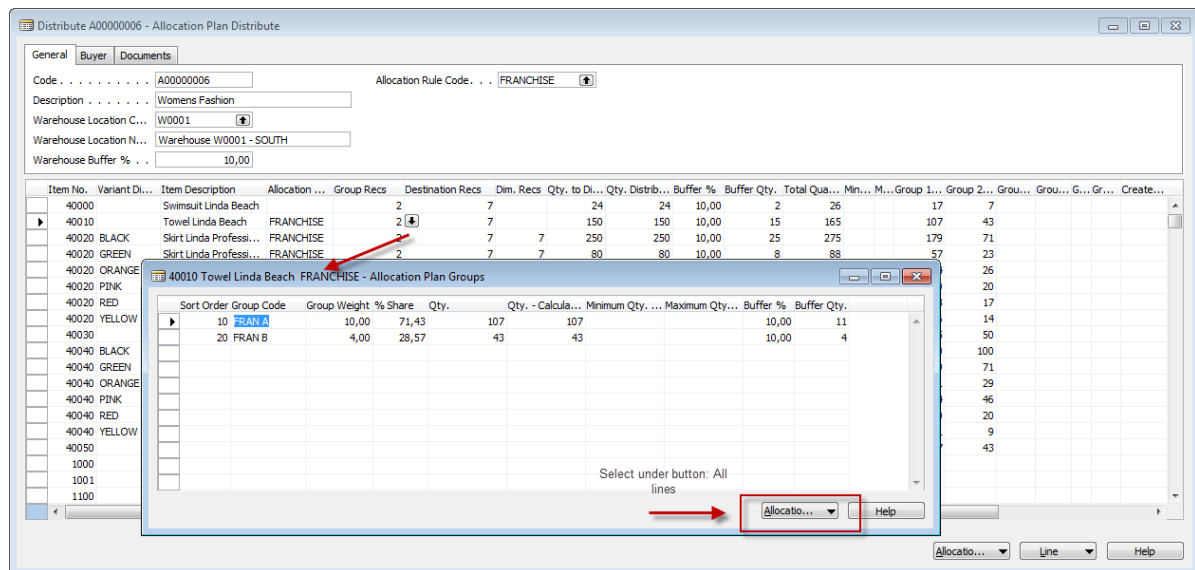 Distribute A00000006 - Allocation Plan Distribute
General Buyer Documents
Code . . . . . . . . . . A00000006 Allocation Rule Code. . . FRANCHISE
Description . . . . . . . Womens Fashion
Warehouse Location C... W0001
Warehouse Location N... Warehouse W0001 - SOUTH
Warehouse Buffer % . . 10,00
Item No. Variant Di... Item Description Allocation ... Group Recs Destination Recs Dim. Recs Qty. to Di... Qty. Distrib... Buffer % Buffer Qty. Total Qua... Min... M... Group 1... Group 2... Grou... Grou... G... Gr... Create...
40000 Swimsuit Linda Beach 2 7 24 24 10,00 2 26 17 7
40010 Towel Linda Beach FRANCHISE 2 7 150 150 10,00 15 165 107 43
40020 BLACK Skirt Linda Professi... FRANCHISE 2 7 7 250 250 10,00 25 275 179 71
40020 GREEN Skirt Linda Professi... FRANCHISE 2 7 7 80 80 10,00 8 88 57 23
40020 ORANGE 26
40020 PINK 20
40020 RED 17
40020 YELLOW 14
40030 50
40040 BLACK 100
40040 GREEN 71
40040 ORANGE 29
40040 PINK 46
40040 RED 20
40040 YELLOW 9
40050 43
1000
1001
1100
40010 Towel Linda Beach FRANCHISE - Allocation Plan Groups
Sort Order Group Code Group Weight % Share Qty. Qty. - Calcula... Minimum Qty. ... Maximum Qty... Buffer % Buffer Qty.
10 FRAN A 10,00 71,43 107 107 10,00 11
20 FRAN B 4,00 28,57 43 43 10,00 4
Select under button: All
lines
Allocatio... Help
Allocatio... Line Help